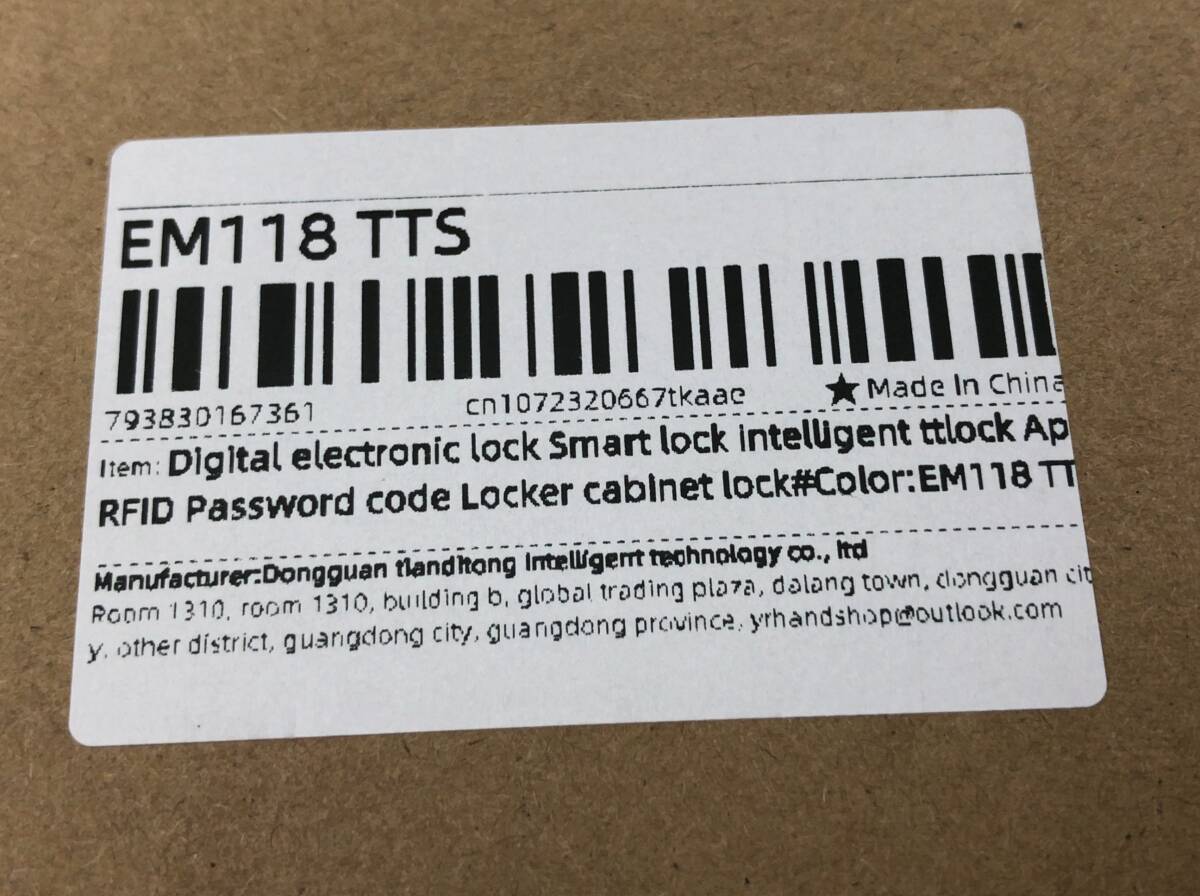 EM118 TTS
793830167361 cn1072320667tkaae ★ Made In China
Item: Digital electronic lock Smart lock intelligent ttlock Ap
RFID Password code Locker cabinet lock#Color:EM118 TT
Manufacturer:Dongguan tianditong intelligent technology co., ltd
Room 1310, room 1310, building b, global trading plaza, dalang town, dongguan cit
y, other district, guangdong city, guangdong province, yrhandshop@outlook.com